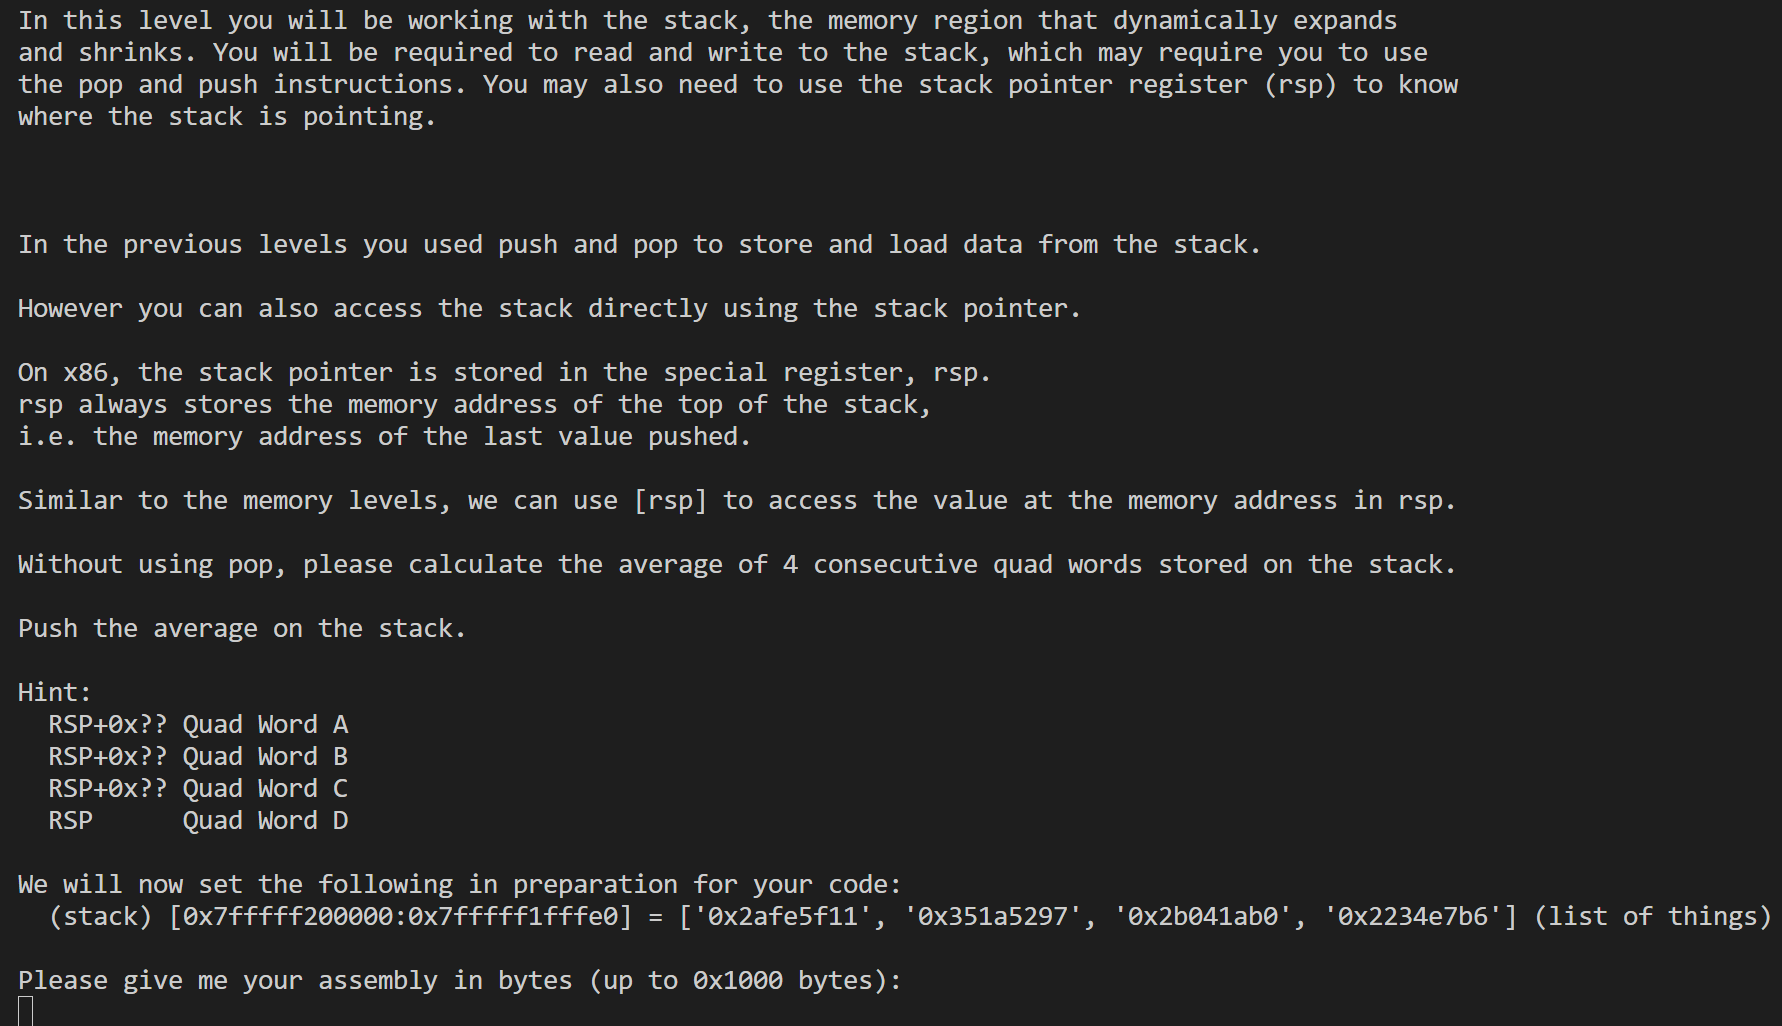 In this level you will be working with the stack, the memory region that dynamically expands
and shrinks. You will be required to read and write to the stack, which may require you to use
the pop and push instructions. You may also need to use the stack pointer register (rsp) to know
where the stack is pointing.
In the previous levels you used push and pop to store and load data from the stack.
However you can also access the stack directly using the stack pointer.
On x86, the stack pointer is stored in the special register, rsp.
rsp always stores the memory address of the top of the stack,
i.e. the memory address of the last value pushed.
Similar to the memory levels, we can use [rsp] to access the value at the memory address in rsp.
Without using pop, please calculate the average of 4 consecutive quad words stored on the stack.
Push the average on the stack.
Hint:
  RSP+0x?? Quad Word A
  RSP+0x?? Quad Word B
  RSP+0x?? Quad Word C
  RSP      Quad Word D
We will now set the following in preparation for your code:
  (stack) [0x7fffff200000:0x7fffff1fffe0] = ['0x2afe5f11', '0x351a5297', '0x2b041ab0', '0x2234e7b6'] (list of things)
Please give me your assembly in bytes (up to 0x1000 bytes):